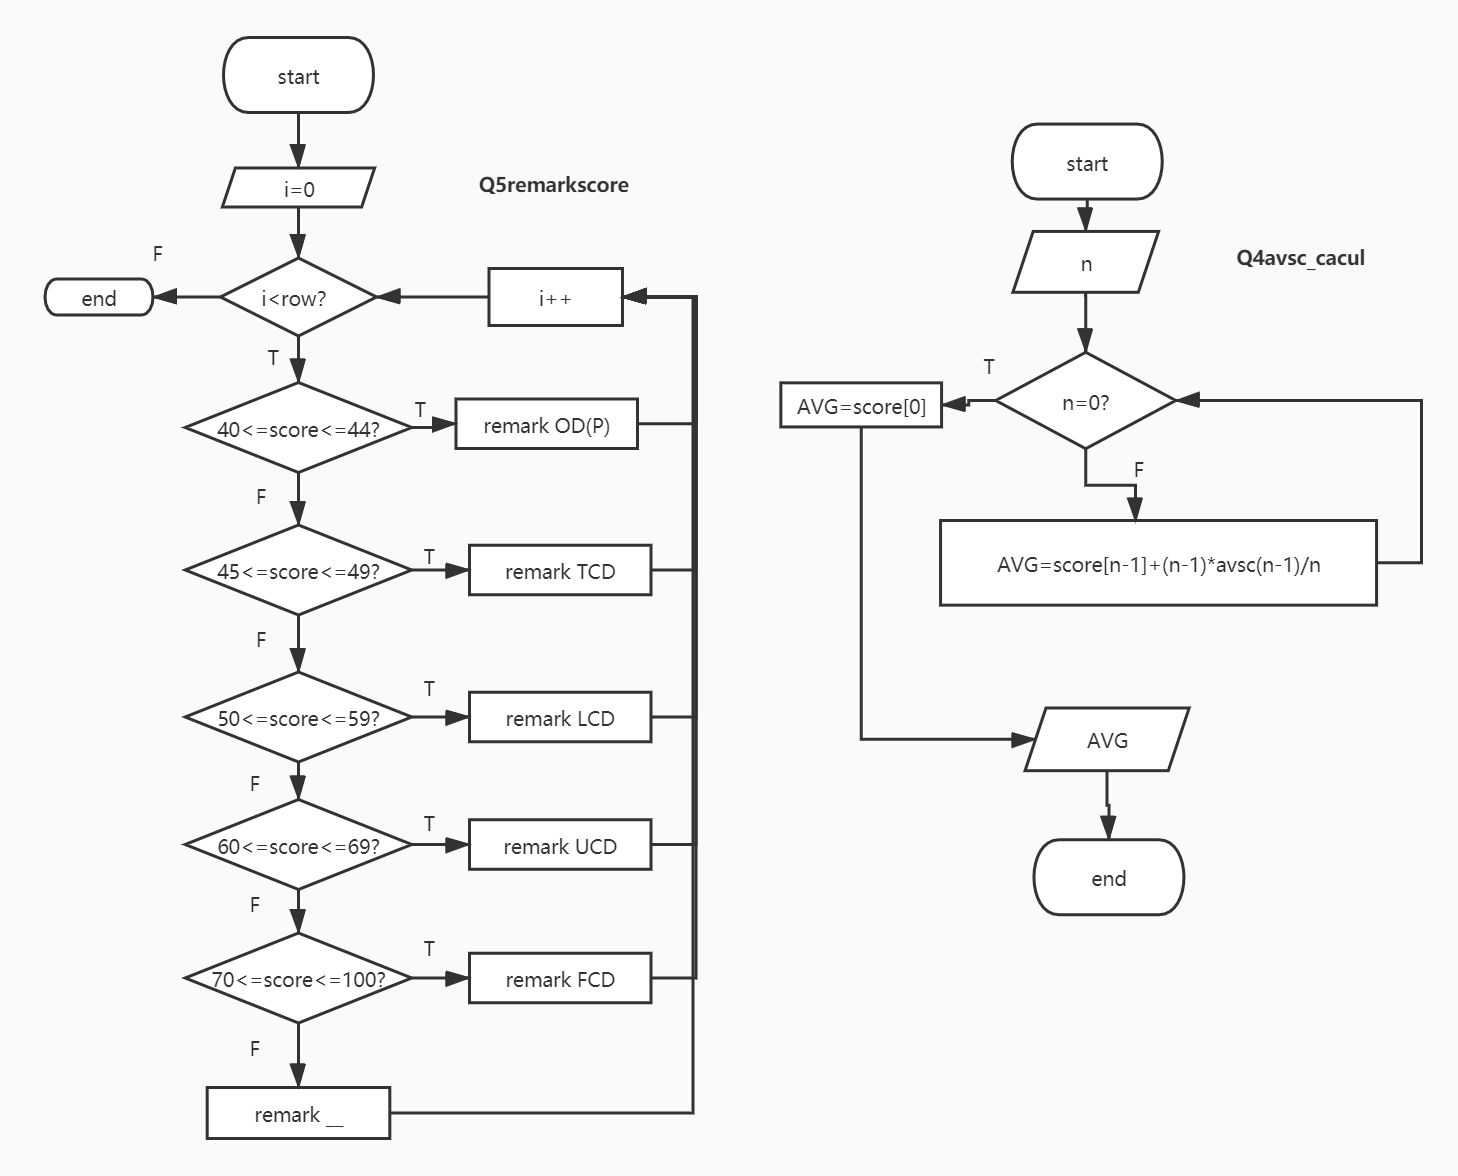 start
i=0
Q5remarkscore
F
end
i<row?
i++
T
40<=score<=44?
T
remark OD(P)
F
45<=score<=49?
T
remark TCD
F
50<=score<=59?
T
remark LCD
F
60<=score<=69?
T
remark UCD
F
70<=score<=100?
T
remark FCD
F
remark __
start
n
Q4avsc_cacul
T
AVG=score[0]
n=0?
F
AVG=score[n-1]+(n-1)*avsc(n-1)/n
AVG
end